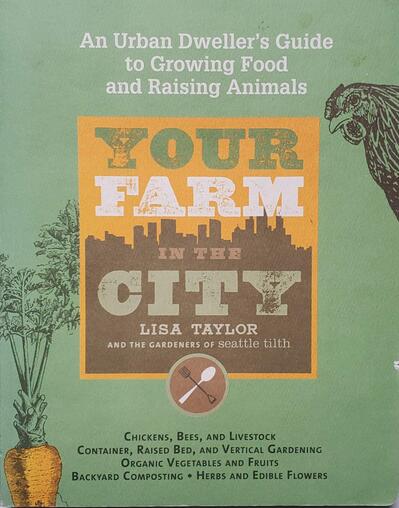 An Urban Dweller's Guide
to Growing Food
and Raising Animals
YOUR
FARM
IN THE
CITY
LISA TAYLOR
AND THE GARDENERS OF seattle tilth
CHICKENS, BEES, AND LIVESTOCK
CONTAINER, RAISED BED, AND VERTICAL GARDENING
ORGANIC VEGETABLES AND FRUITS
BACKYARD COMPOSTING • HERBS AND EDIBLE FLOWERS